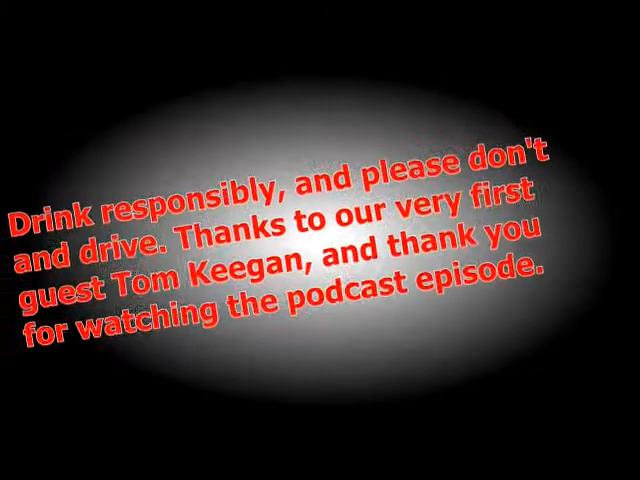 Drink responsibly, and please don't
and drive. Thanks to our very first
guest Tom Keegan, and thank you
for watching the podcast episode.